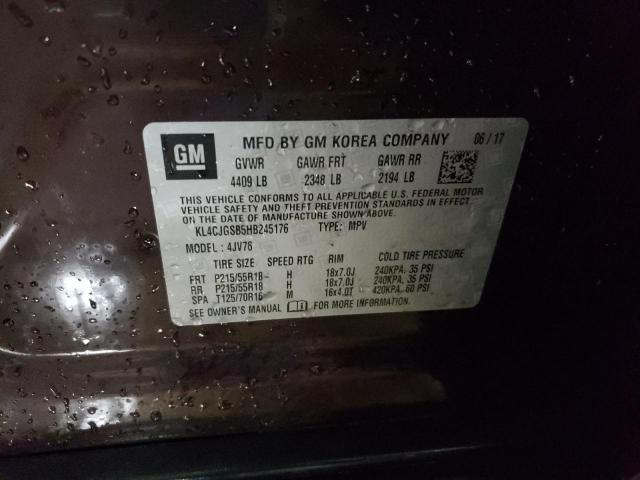 GM MFD BY GM KOREA COMPANY 06 / 17
GVWR GAWR FRT GAWR RR
4409 LB 2348 LB 2194 LB
THIS VEHICLE CONFORMS TO ALL APPLICABLE U.S. FEDERAL MOTOR
VEHICLE SAFETY AND THEFT PREVENTION STANDARDS IN EFFECT ON
THE DATE OF MANUFACTURE SHOWN ABOVE.
KL4CJGSB5HB245176 TYPE: MPV
MODEL : 4JV76
TIRE SIZE SPEED RTG RIM COLD TIRE PRESSURE
FRT P215/55R18 H 18x7.0J 240KPA, 35 PSI
RR P215/55R18 H 18x7.0J 240KPA, 35 PSI
SPA T125/70R16 M 16x4.0T 420KPA, 60 PSI
SEE OWNER'S MANUAL FOR MORE INFORMATION.